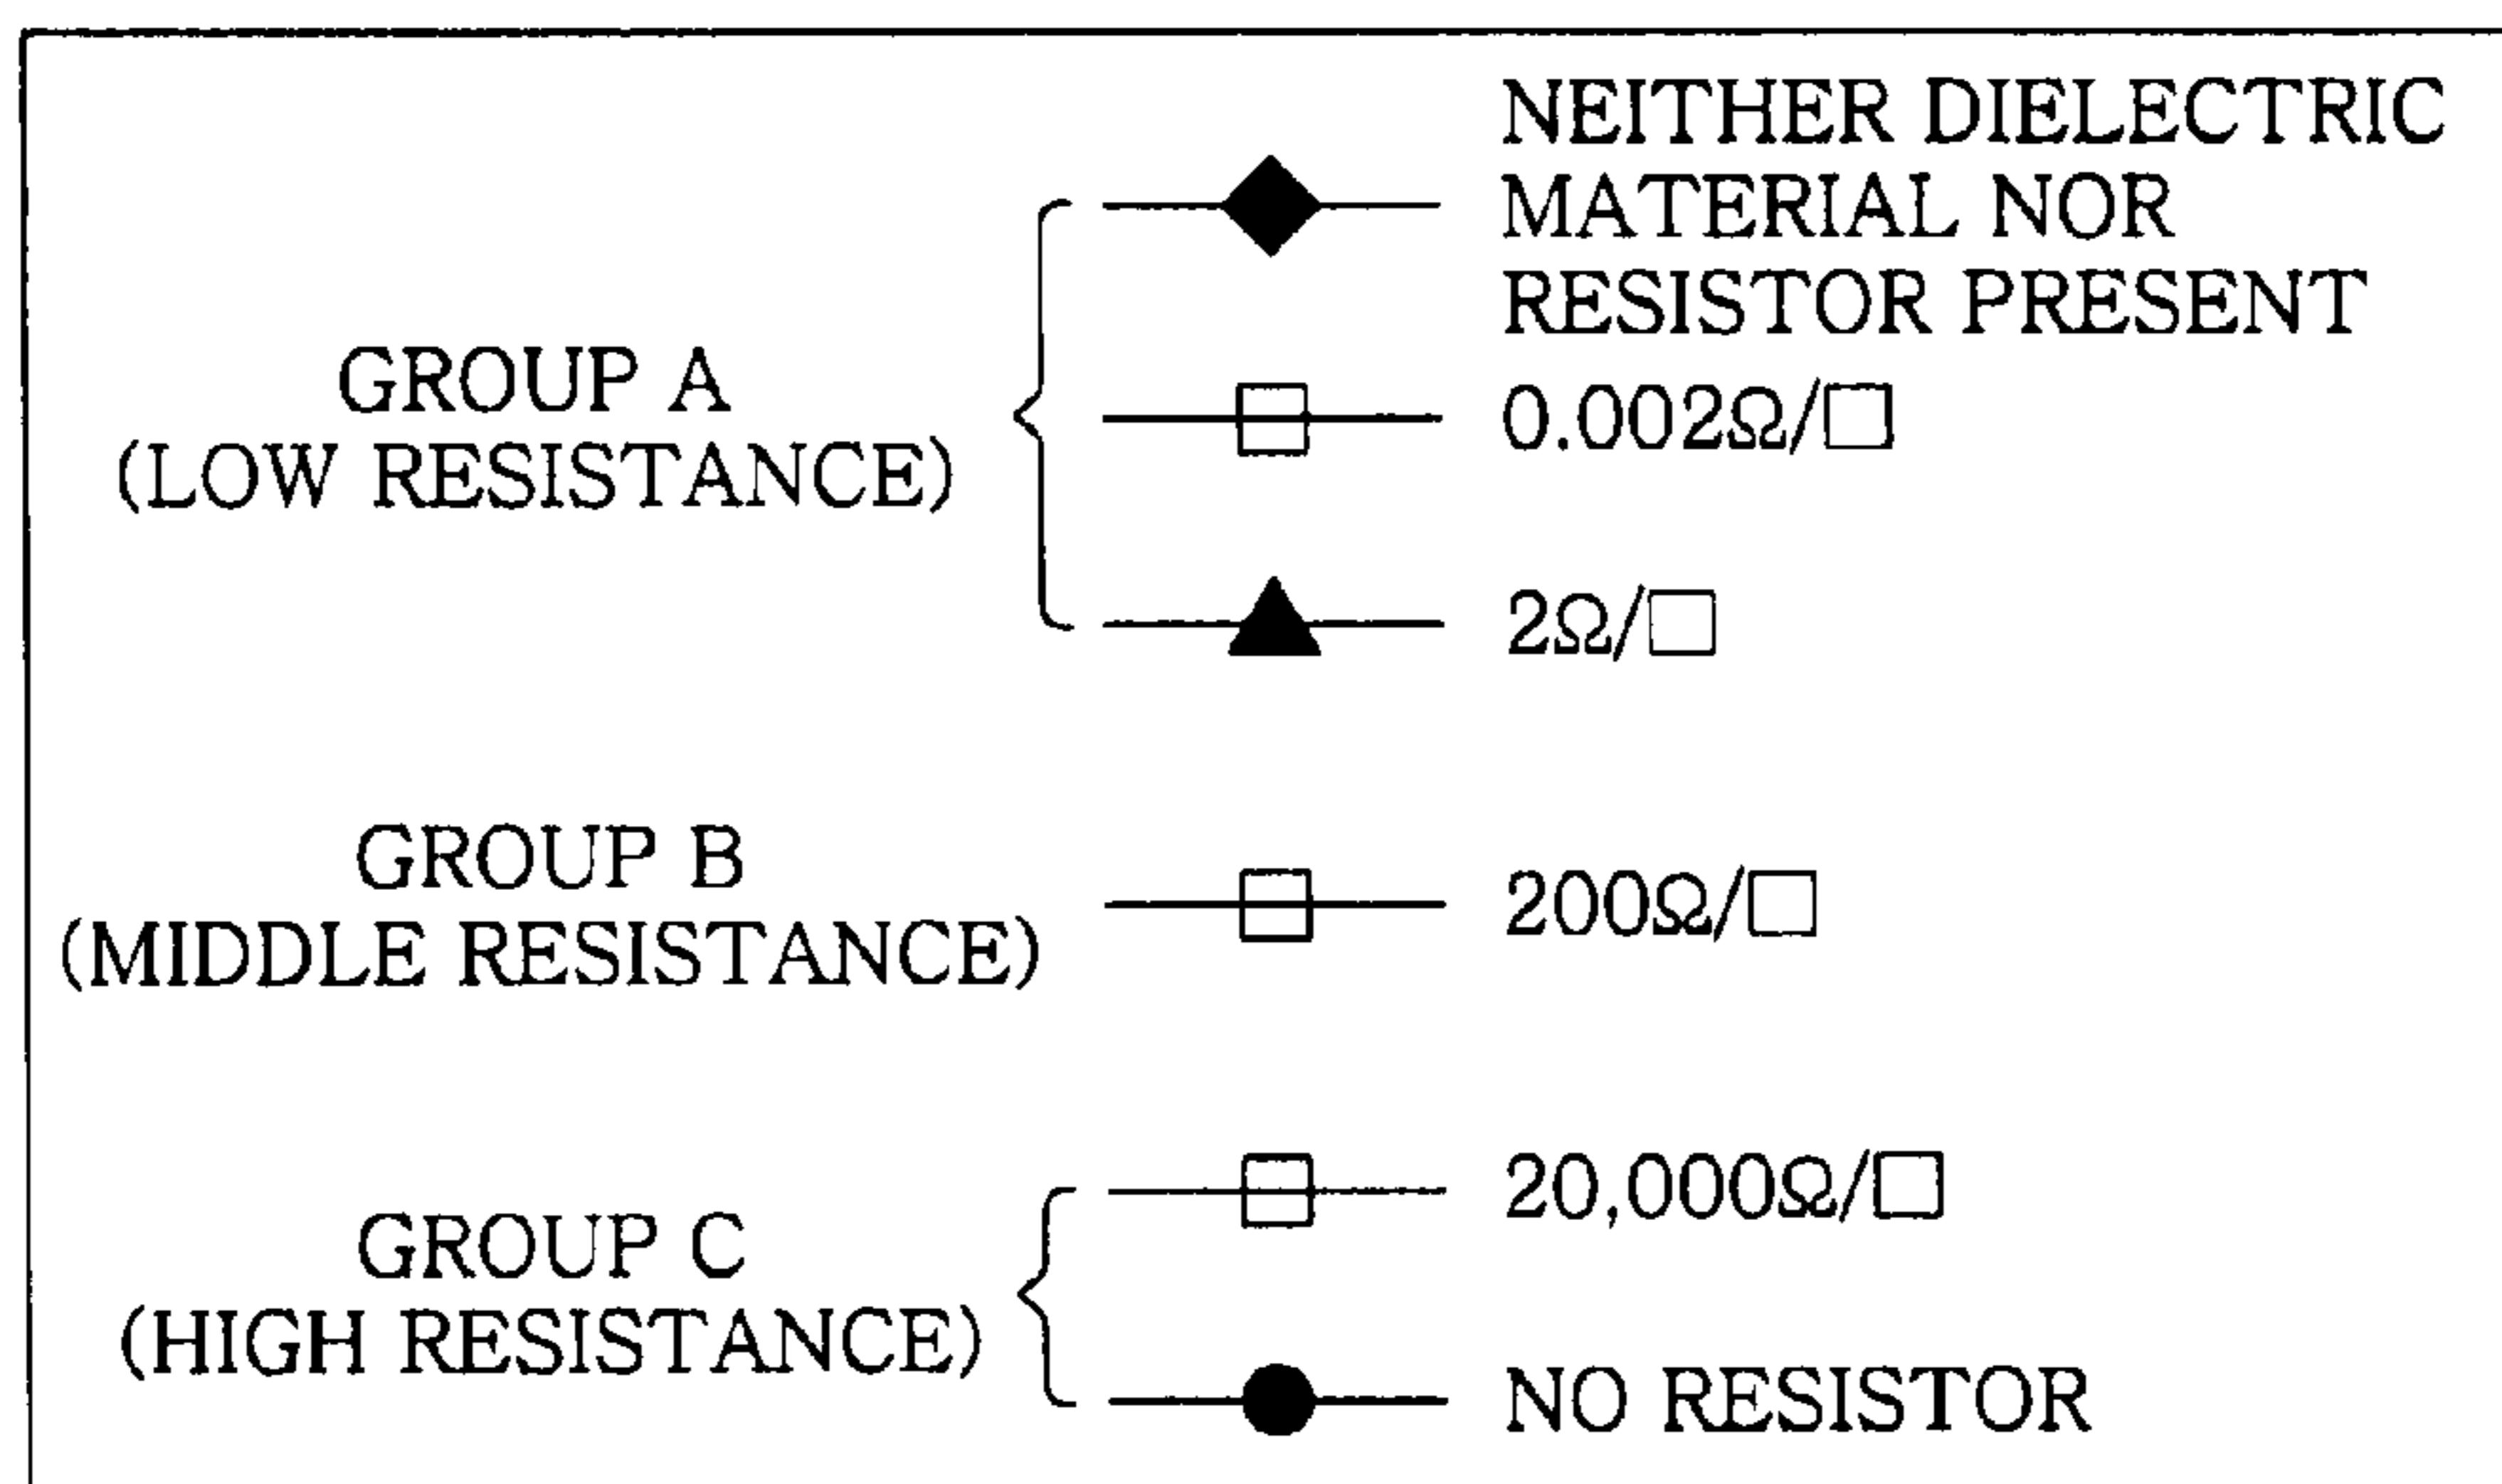 NEITHER DIELECTRIC
MATERIAL NOR
RESISTOR PRESENT
GROUP A
(LOW RESISTANCE)
0.002Ω/□
2Ω/□
GROUP B
(MIDDLE RESISTANCE)
200Ω/□
GROUP C
(HIGH RESISTANCE)
20,000Ω/□
NO RESISTOR